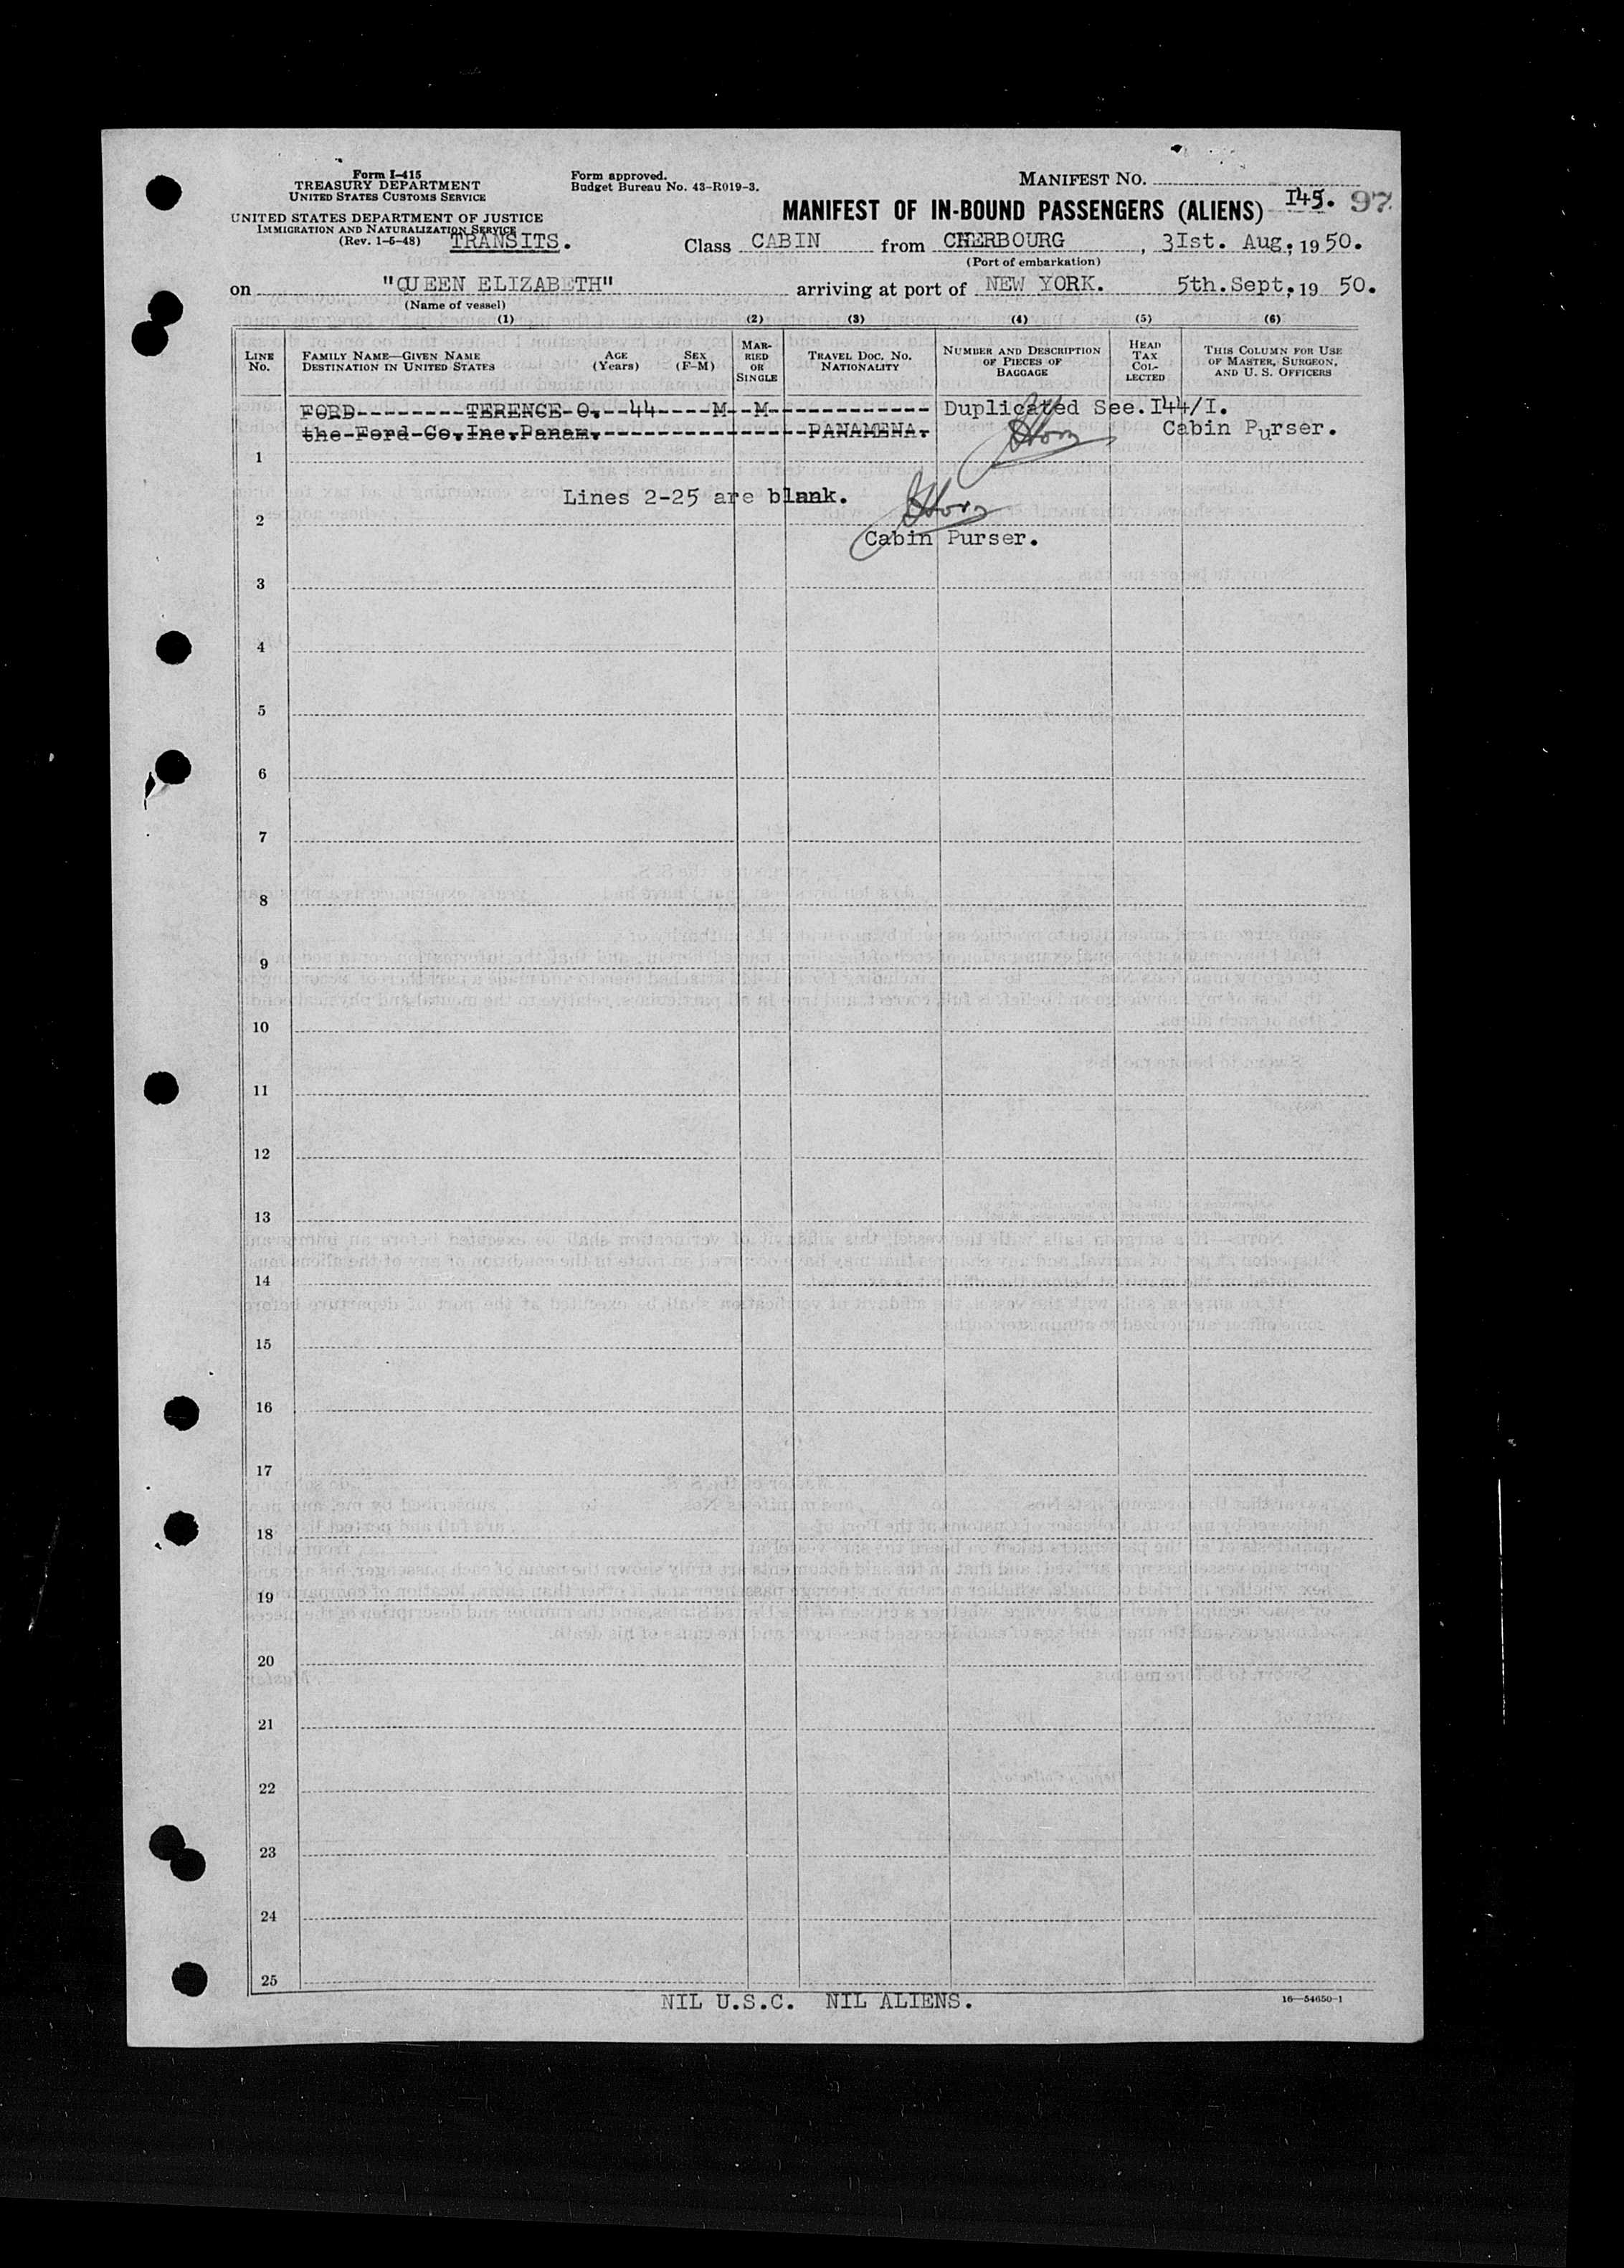 Form I-415
TREASURY DEPARTMENT
UNITED STATES CUSTOMS SERVICE
UNITED STATES DEPARTMENT OF JUSTICE
IMMIGRATION AND NATURALIZATION SERVICE
(Rev. 1-6-48) TRANSITS.
Form approved.
Budget Bureau No. 43-R019-3.
MANIFEST NO.
MANIFEST OF IN-BOUND PASSENGERS (ALIENS) I45. 97
Class CABIN from CHERBOURG, 3Ist. Aug, 19 50.
(Port of embarkation)
on "QUEEN ELIZABETH" arriving at port of NEW YORK. 5th.Sept, 19 50.
(Name of vessel)
(1) (2) (3) (4) (5) (6)
LINE No.
FAMILY NAME—GIVEN NAME
DESTINATION IN UNITED STATES
AGE (Years)
SEX (F-M)
MARRIED OR SINGLE
TRAVEL DOC. NO.
NATIONALITY
NUMBER AND DESCRIPTION OF PIECES OF BAGGAGE
HEAD TAX COLLECTED
THIS COLUMN FOR USE OF MASTER, SURGEON, AND U. S. OFFICERS
FORD--------TERENCE-O.--44----M--M------------ Duplicated See.I44/I.
the-Ford-Co.Inc.Panam.---------------PANAMENA. Cabin Purser.
1
Lines 2-25 are blank.
2
Cabin Purser.
3
4
5
6
7
8
9
10
11
12
13
14
15
16
17
18
19
20
21
22
23
24
25
NIL U.S.C. NIL ALIENS.
16—54650-1